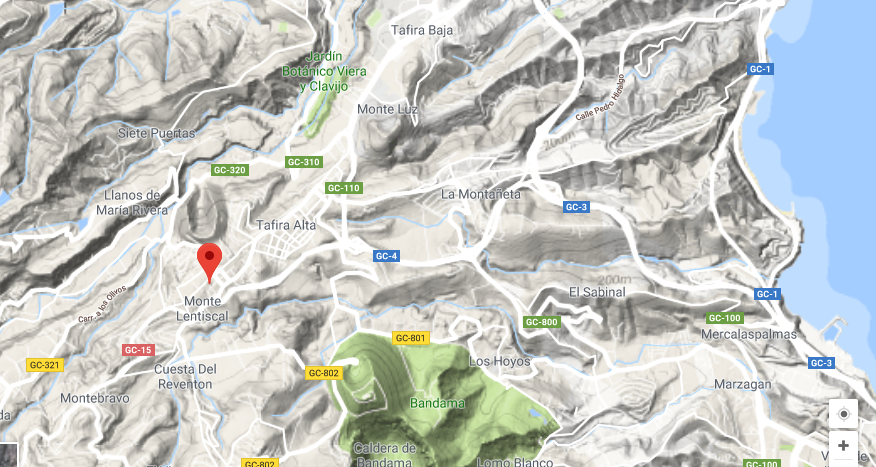 Tafira Baja
GC-1
Jardín
Botánico Viera
y Clavijo
Calle Pedro Hidalgo
Monte Luz
Siete Puertas
200m
GC-310
GC-320
GC-110
Llanos de
María Rivera
La Montañeta
GC-3
Tafira Alta
GC-4
200m
Monte
Lentiscal
El Sabinal
GC-1
GC-800
GC-100
Mercalaspalmas
GC-801
GC-15
GC-321
Cuesta Del
Reventon
GC-802
Los Hoyos
GC-3
Marzagan
Montebravo
Bandama
Caldera de
Bandama
GC-802
Lomo Blanco
GC-100